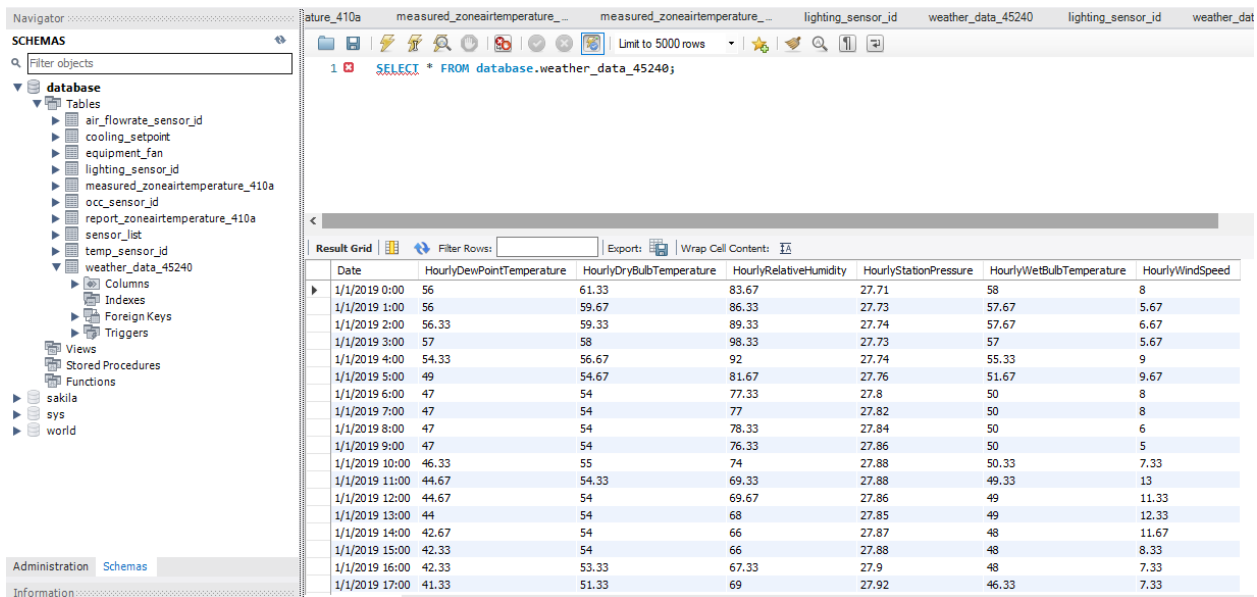 Navigator
SCHEMAS
Filter objects
database
Tables
air_flowrate_sensor_id
cooling_setpoint
equipment_fan
lighting_sensor_id
measured_zoneairtemperature_410a
occ_sensor_id
report_zoneairtemperature_410a
sensor_list
temp_sensor_id
weather_data_45240
Columns
Indexes
Foreign Keys
Triggers
Views
Stored Procedures
Functions
sakila
sys
world
Administration Schemas
Information
ature_410a measured_zoneairtemperature_... measured_zoneairtemperature_... lighting_sensor_id weather_data_45240 lighting_sensor_id weather_dat
Limit to 5000 rows
1 SELECT * FROM database.weather_data_45240;
Result Grid Filter Rows: Export: Wrap Cell Content:
Date HourlyDewPointTemperature HourlyDryBulbTemperature HourlyRelativeHumidity HourlyStationPressure HourlyWetBulbTemperature HourlyWindSpeed
1/1/2019 0:00 56 61.33 83.67 27.71 58 8
1/1/2019 1:00 56 59.67 86.33 27.73 57.67 5.67
1/1/2019 2:00 56.33 59.33 89.33 27.74 57.67 6.67
1/1/2019 3:00 57 58 98.33 27.73 57 5.67
1/1/2019 4:00 54.33 56.67 92 27.74 55.33 9
1/1/2019 5:00 49 54.67 81.67 27.76 51.67 9.67
1/1/2019 6:00 47 54 77.33 27.8 50 8
1/1/2019 7:00 47 54 77 27.82 50 8
1/1/2019 8:00 47 54 78.33 27.84 50 6
1/1/2019 9:00 47 54 76.33 27.86 50 5
1/1/2019 10:00 46.33 55 74 27.88 50.33 7.33
1/1/2019 11:00 44.67 54.33 69.33 27.88 49.33 13
1/1/2019 12:00 44.67 54 69.67 27.86 49 11.33
1/1/2019 13:00 44 54 68 27.85 49 12.33
1/1/2019 14:00 42.67 54 66 27.87 48 11.67
1/1/2019 15:00 42.33 54 66 27.88 48 8.33
1/1/2019 16:00 42.33 53.33 67.33 27.9 48 7.33
1/1/2019 17:00 41.33 51.33 69 27.92 46.33 7.33